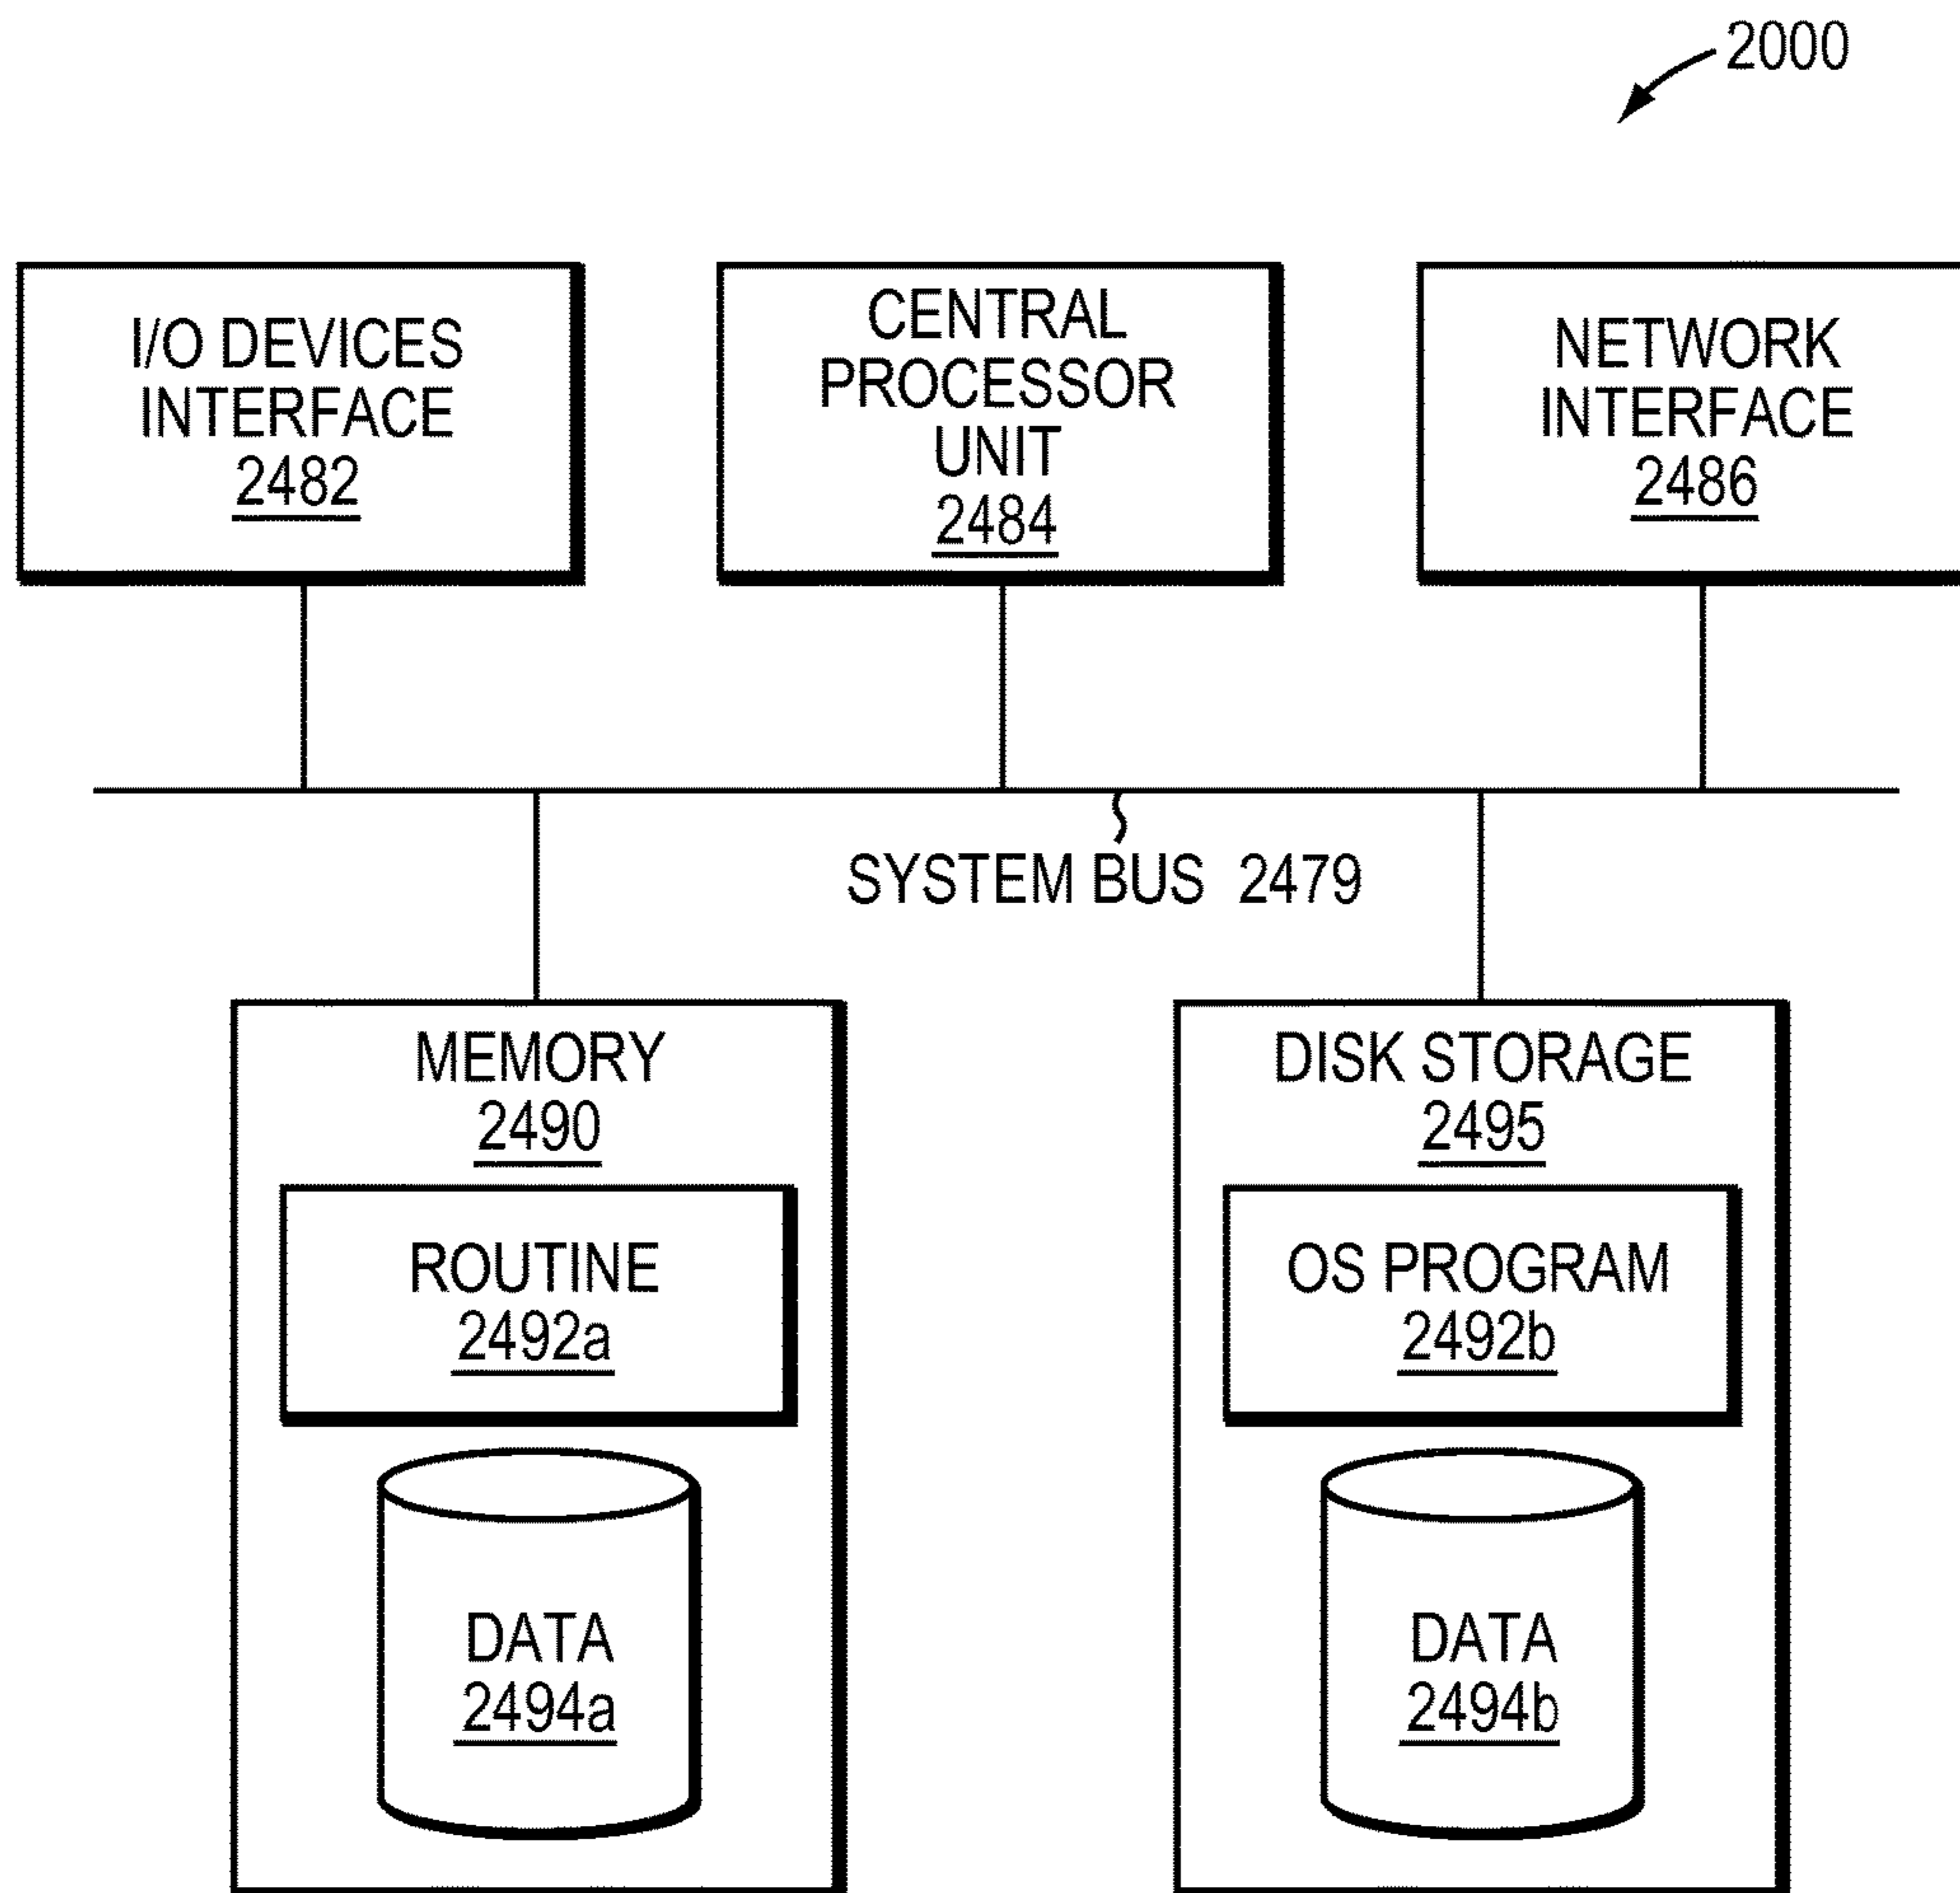 2000
I/O DEVICES
INTERFACE
2482
CENTRAL
PROCESSOR
UNIT
2484
NETWORK
INTERFACE
2486
SYSTEM BUS 2479
MEMORY
2490
ROUTINE
2492a
DATA
2494a
DISK STORAGE
2495
OS PROGRAM
2492b
DATA
2494b